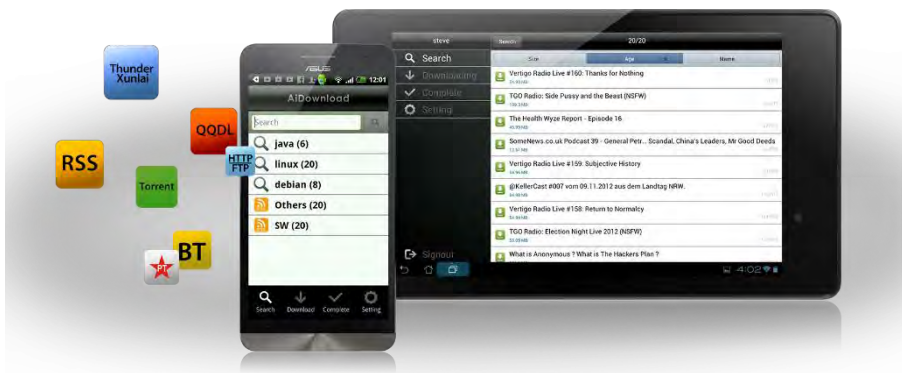 Thunder
Xunlai
QQDL
RSS
HTTP
FTP
Torrent
BT
PT
ASUS
12:01
AiDownload
Search
java (6)
linux (20)
debian (8)
Others (20)
SW (20)
Search Download Complete Setting
steve
Search
Downloading
Complete
Setting
Signout
20/20
Size Age Name
Vertigo Radio Live #160: Thanks for Nothing
TGO Radio: Side Pussy and the Beast (NSFW)
The Health Wyze Report - Episode 16
SomeNews.co.uk Podcast 39 - General Petr... Scandal, China's Leaders, Mr Good Deeds
Vertigo Radio Live #159: Subjective History
@KellerCast #007 vom 09.11.2012 aus dem Landtag NRW.
Vertigo Radio Live #158: Return to Normalcy
TGO Radio: Election Night Live 2012 (NSFW)
What is Anonymous ? What is The Hackers Plan ?
4:02